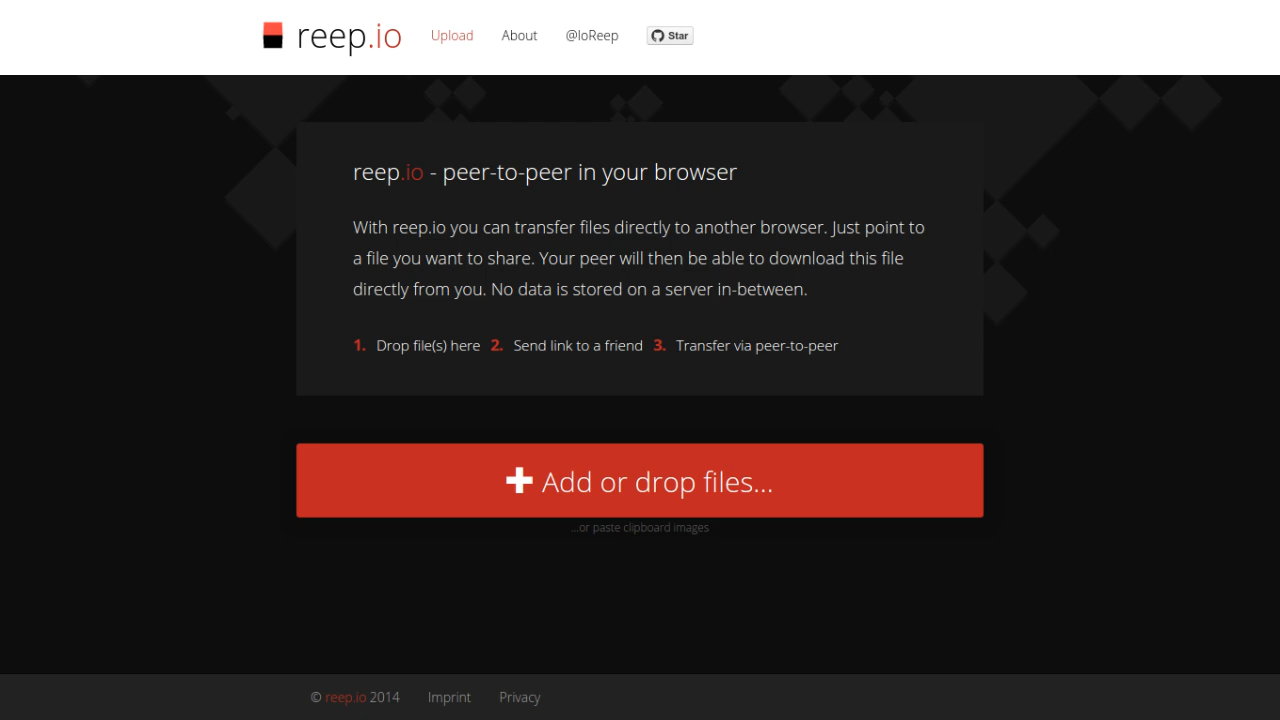 reep.io Upload About @IoReep Star
reep.io - peer-to-peer in your browser
With reep.io you can transfer files directly to another browser. Just point to
a file you want to share. Your peer will then be able to download this file
directly from you. No data is stored on a server in-between.
1. Drop file(s) here 2. Send link to a friend 3. Transfer via peer-to-peer
Add or drop files...
...or paste clipboard images
© reep.io 2014 Imprint Privacy